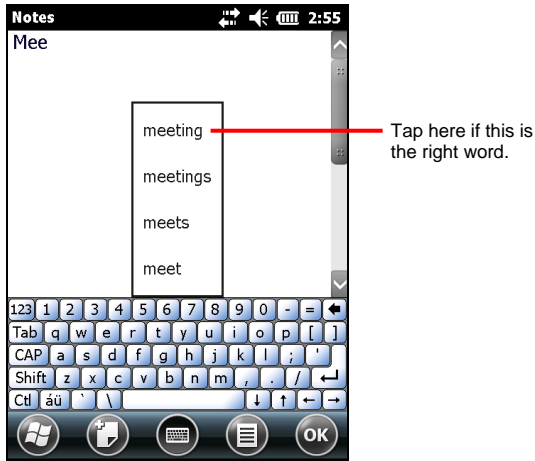 Notes 2:55
Mee
meeting
meetings
meets
meet
Tap here if this is
the right word.
123 1 2 3 4 5 6 7 8 9 0 - =
Tab q w e r t y u i o p [ ]
CAP a s d f g h j k l ; '
Shift z x c v b n m , . /
Ctl áü ` \
OK